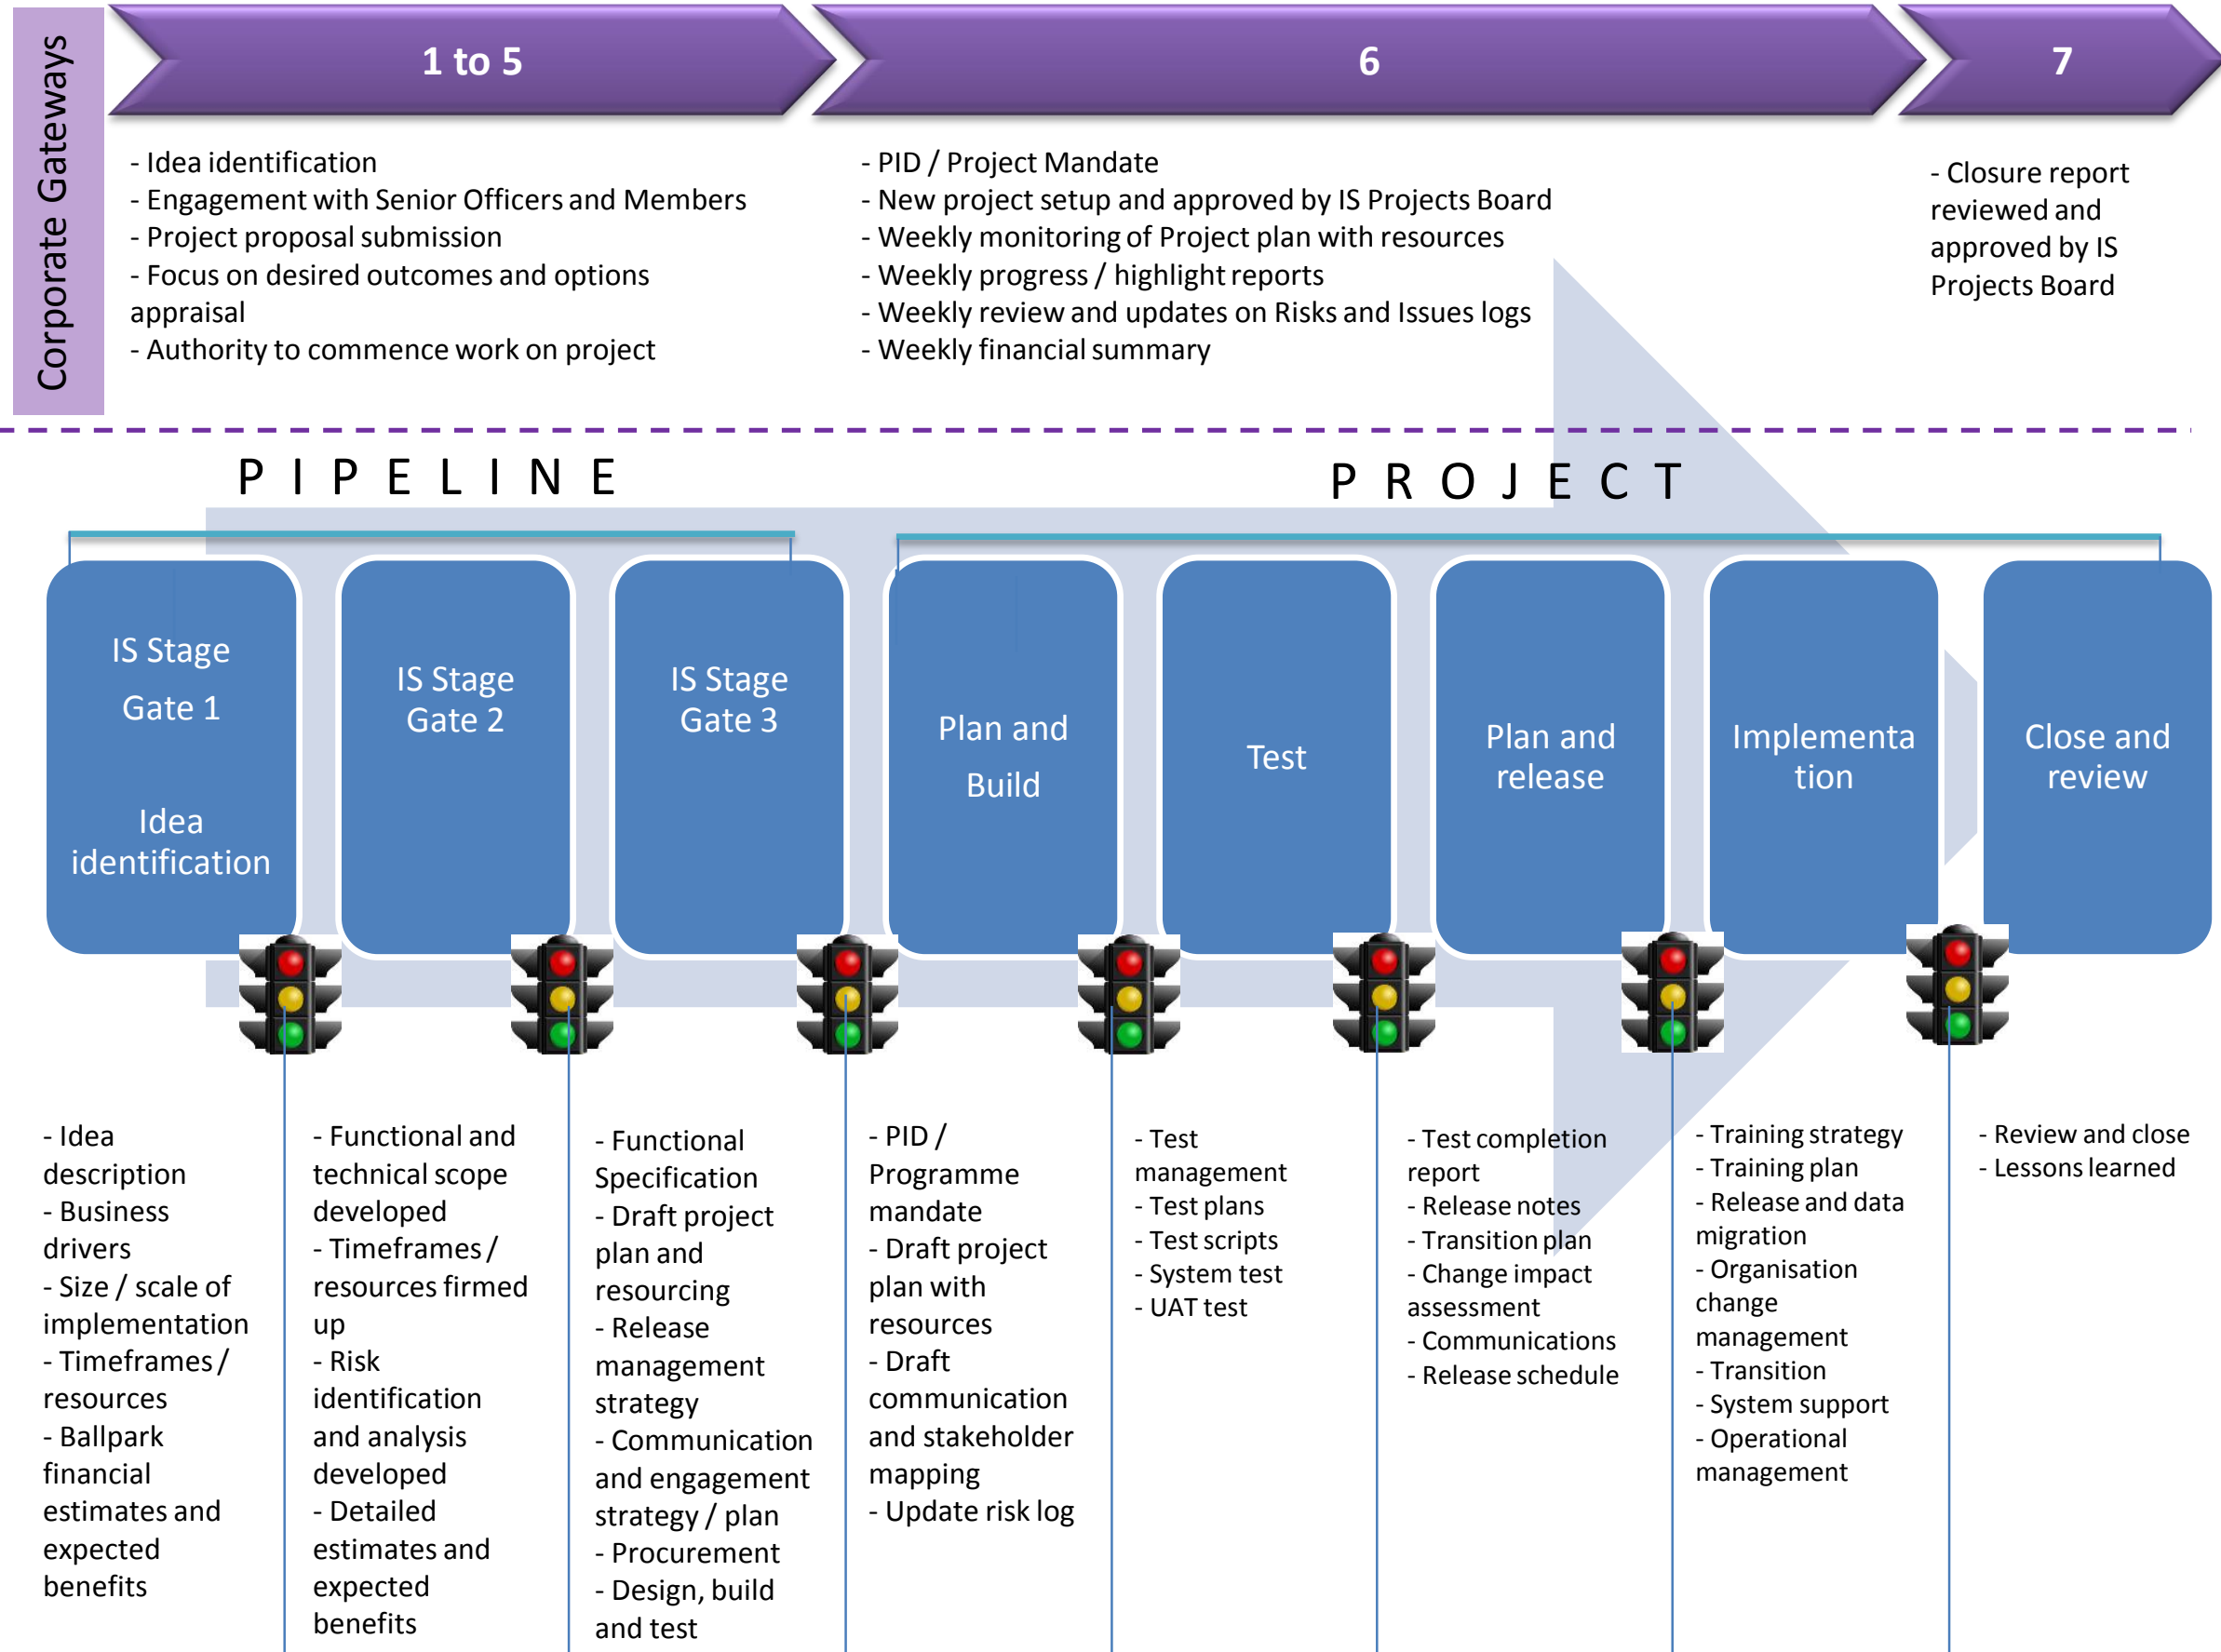 Corporate Gateways
1 to 5
6
7
- Idea identification
- Engagement with Senior Officers and Members
- Project proposal submission
- Focus on desired outcomes and options
appraisal
- Authority to commence work on project
- PID / Project Mandate
- New project setup and approved by IS Projects Board
- Weekly monitoring of Project plan with resources
- Weekly progress / highlight reports
- Weekly review and updates on Risks and Issues logs
- Weekly financial summary
- Closure report
reviewed and
approved by IS
Projects Board
P I P E L I N E
P R O J E C T
IS Stage
Gate 1
Idea
identification
IS Stage
Gate 2
IS Stage
Gate 3
Plan and
Build
Test
Plan and
release
Implementa
tion
Close and
review
- Idea
description
- Business
drivers
- Size / scale of
implementation
- Timeframes /
resources
- Ballpark
financial
estimates and
expected
benefits
- Functional and
technical scope
developed
- Timeframes /
resources firmed
up
- Risk
identification
and analysis
developed
- Detailed
estimates and
expected
benefits
- Functional
Specification
- Draft project
plan and
resourcing
- Release
management
strategy
- Communication
and engagement
strategy / plan
- Procurement
- Design, build
and test
- PID /
Programme
mandate
- Draft project
plan with
resources
- Draft
communication
and stakeholder
mapping
- Update risk log
- Test
management
- Test plans
- Test scripts
- System test
- UAT test
- Test completion
report
- Release notes
- Transition plan
- Change impact
assessment
- Communications
- Release schedule
- Training strategy
- Training plan
- Release and data
migration
- Organisation
change
management
- Transition
- System support
- Operational
management
- Review and close
- Lessons learned